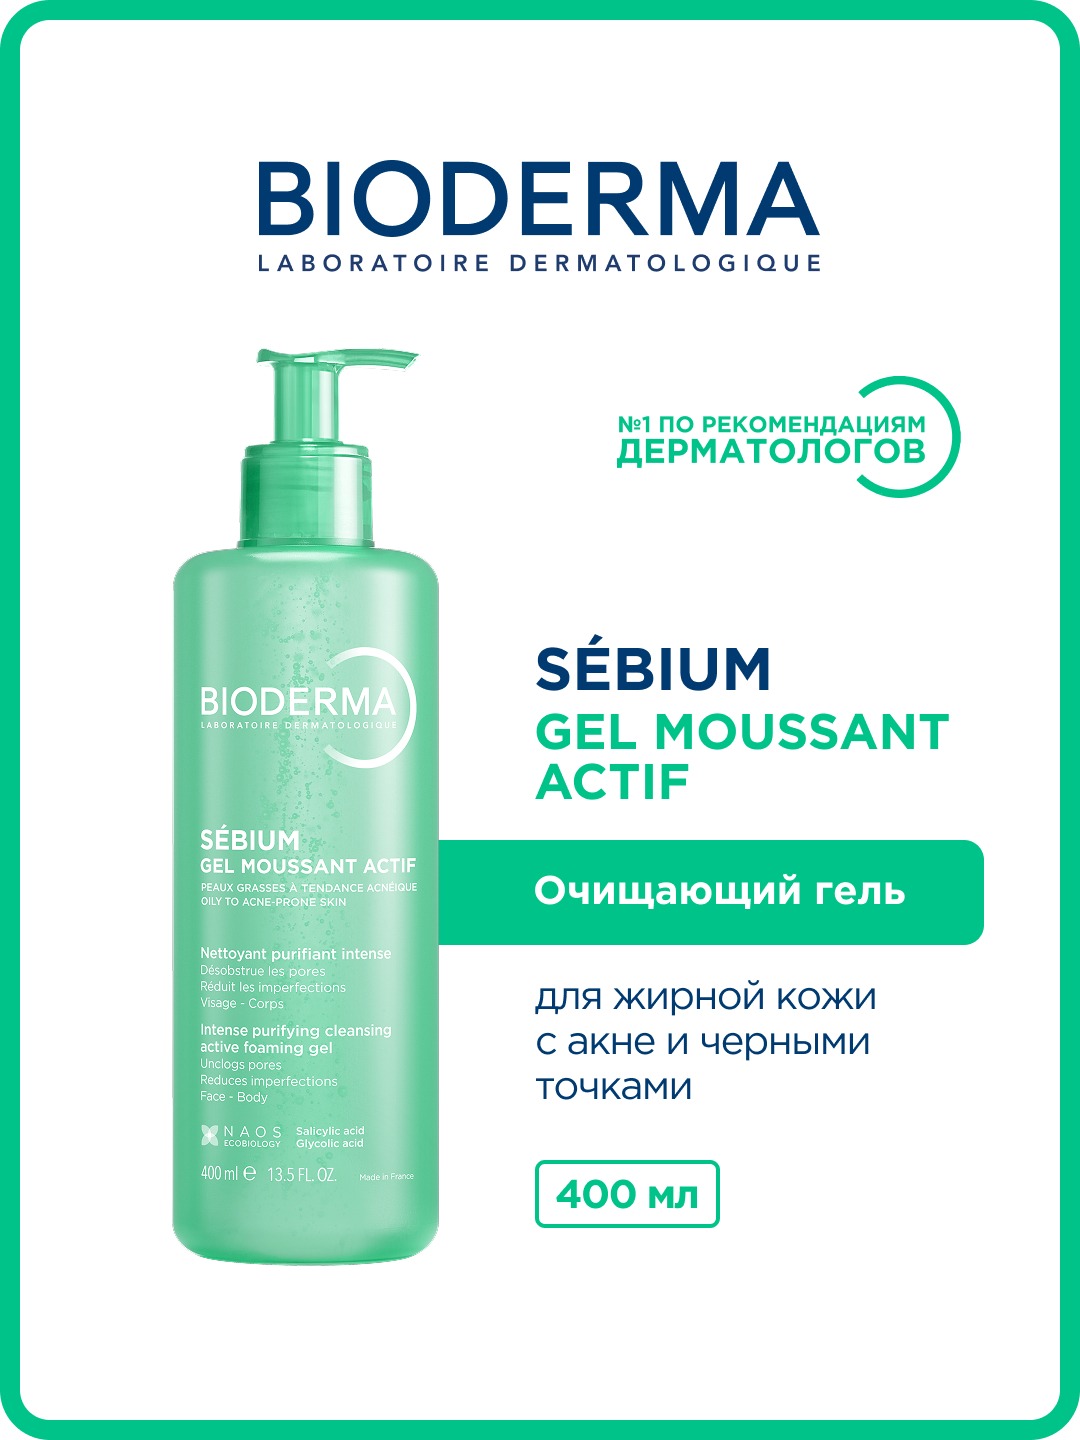 BIODERMA
LABORATOIRE DERMATOLOGIQUE
№1 ПО РЕКОМЕНДАЦИЯМ
ДЕРМАТОЛОГОВ
BIODERMA
LABORATOIRE DERMATOLOGIQUE
SÉBIUM
GEL MOUSSANT ACTIF
PEAUX GRASSES À TENDANCE ACNÉIQUE
OILY TO ACNE-PRONE SKIN
Nettoyant purifiant intense
Désobstrue les pores
Réduit les imperfections
Visage - Corps
Intense purifying cleansing
active foaming gel
Unclogs pores
Reduces imperfections
Face - Body
NAOS
ECOBIOLOGY
Salicylic acid
Glycolic acid
400 ml ℮ 13.5 FL. OZ. Made in France
SÉBIUM
GEL MOUSSANT
ACTIF
Очищающий гель
для жирной кожи
с акне и черными
точками
400 мл